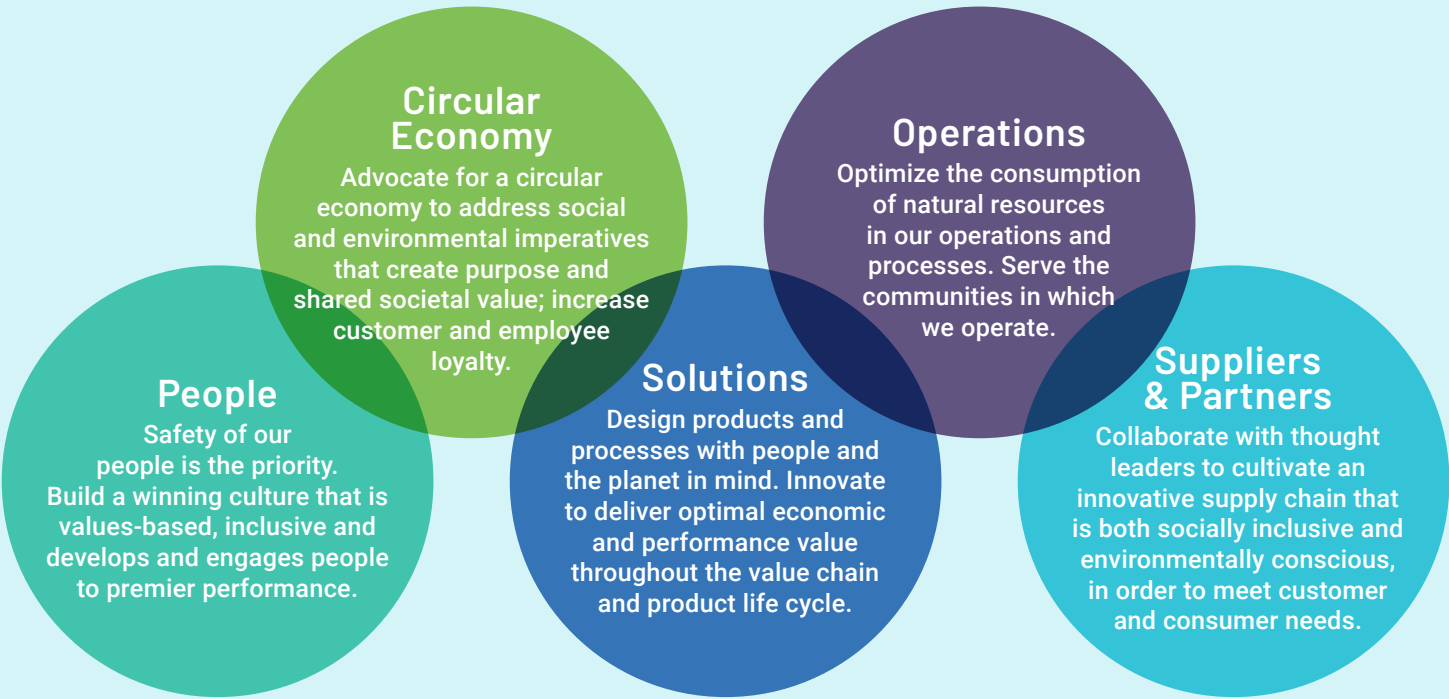 Circular
Economy
Advocate for a circular
economy to address social
and environmental imperatives
that create purpose and
shared societal value; increase
customer and employee
loyalty.
Operations
Optimize the consumption
of natural resources
in our operations and
processes. Serve the
communities in which
we operate.
People
Safety of our
people is the priority.
Build a winning culture that is
values-based, inclusive and
develops and engages people
to premier performance.
Solutions
Design products and
processes with people and
the planet in mind. Innovate
to deliver optimal economic
and performance value
throughout the value chain
and product life cycle.
Suppliers
& Partners
Collaborate with thought
leaders to cultivate an
innovative supply chain that
is both socially inclusive and
environmentally conscious,
in order to meet customer
and consumer needs.